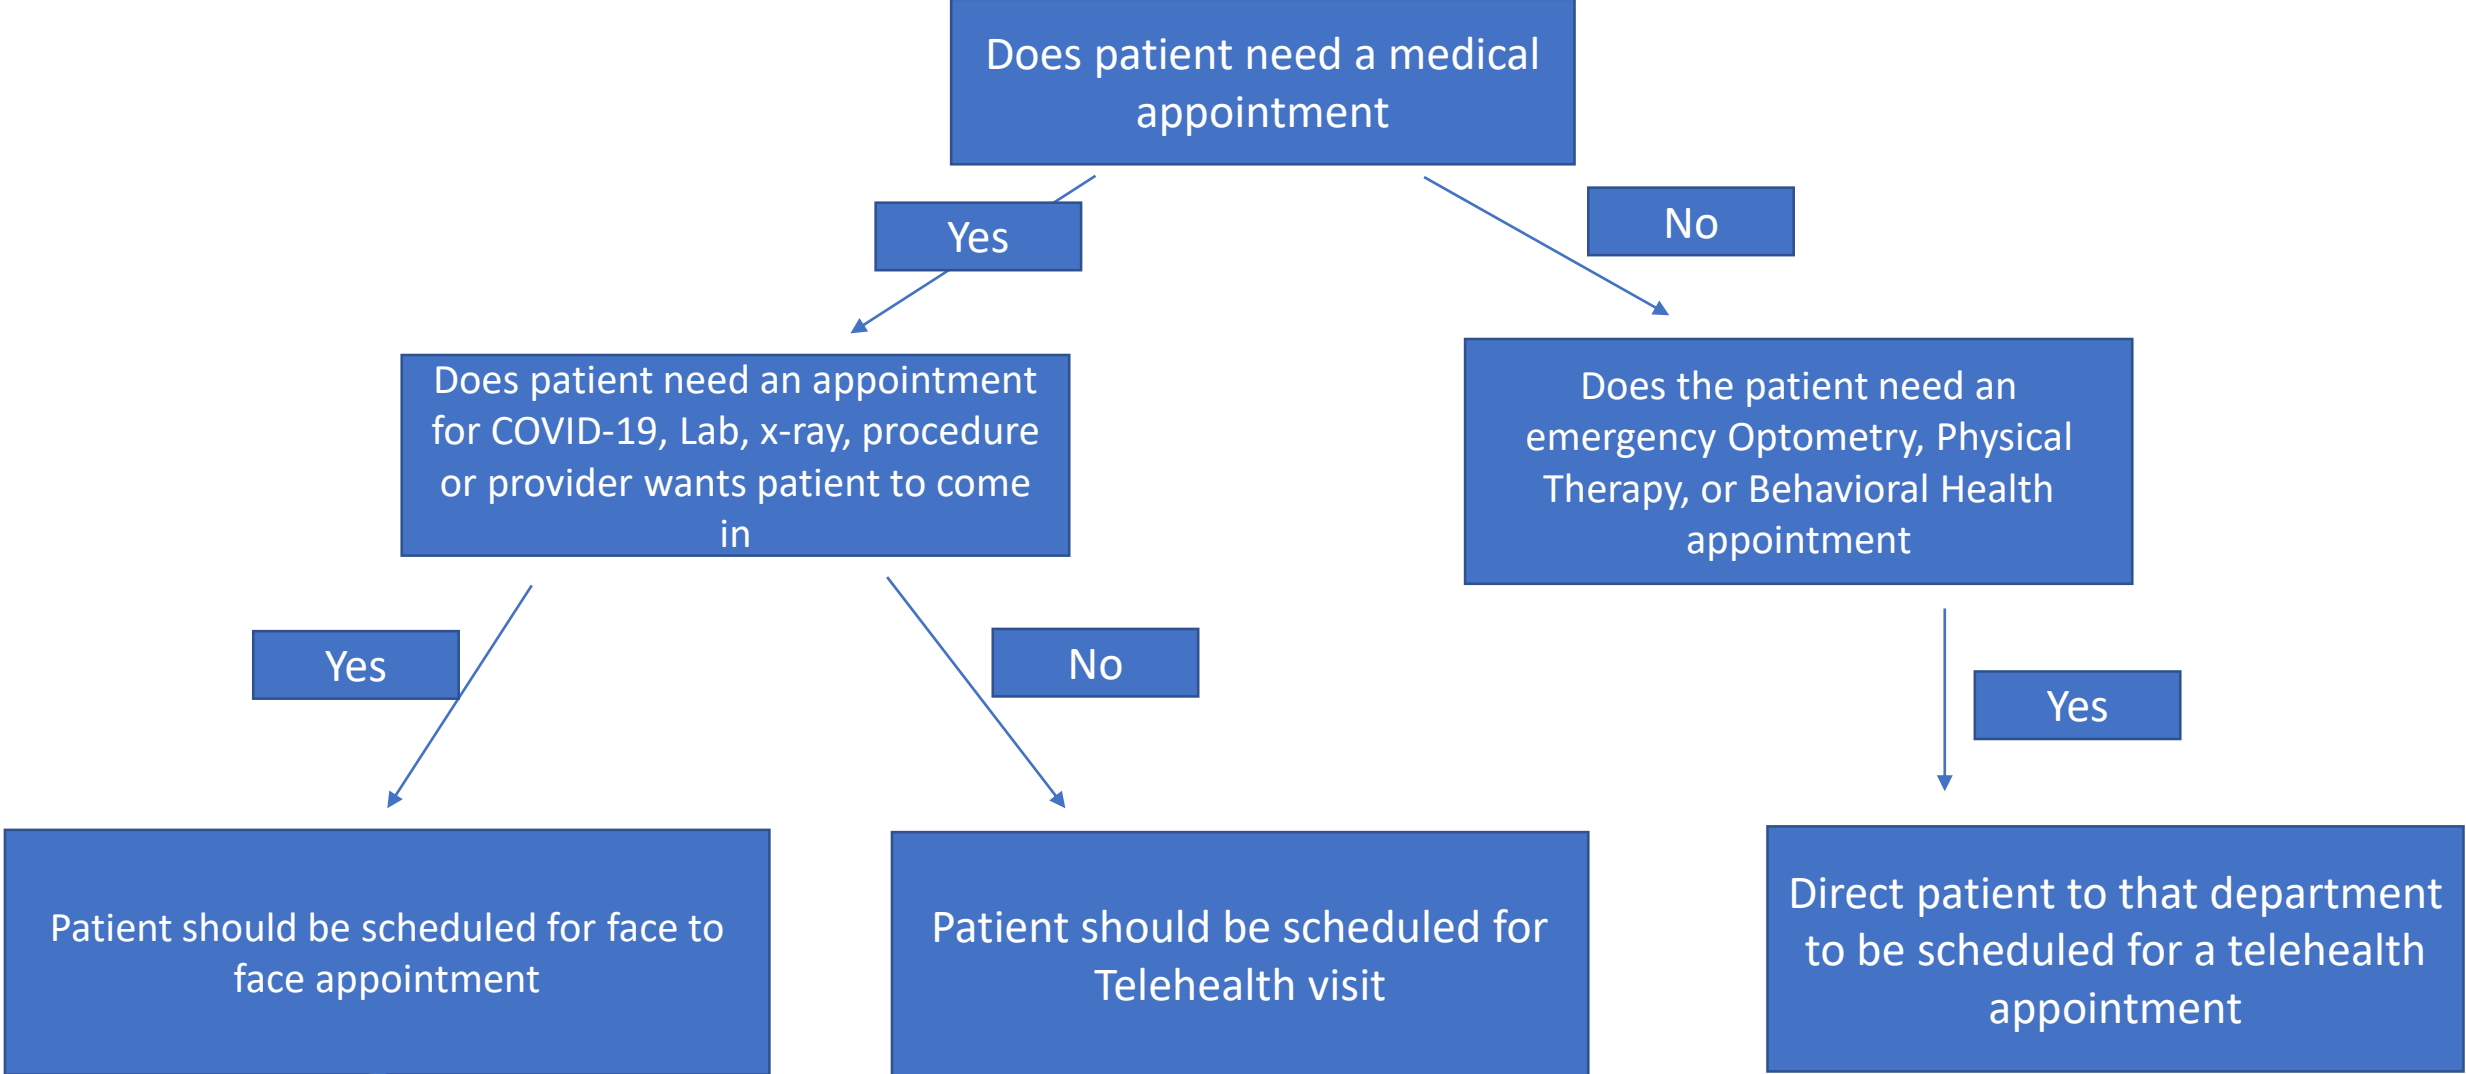 Does patient need a medical
appointment
Yes
No
Does patient need an appointment
for COVID-19, Lab, x-ray, procedure
or provider wants patient to come
in
Does the patient need an
emergency Optometry, Physical
Therapy, or Behavioral Health
appointment
Yes
No
Yes
Patient should be scheduled for face to
face appointment
Patient should be scheduled for
Telehealth visit
Direct patient to that department
to be scheduled for a telehealth
appointment